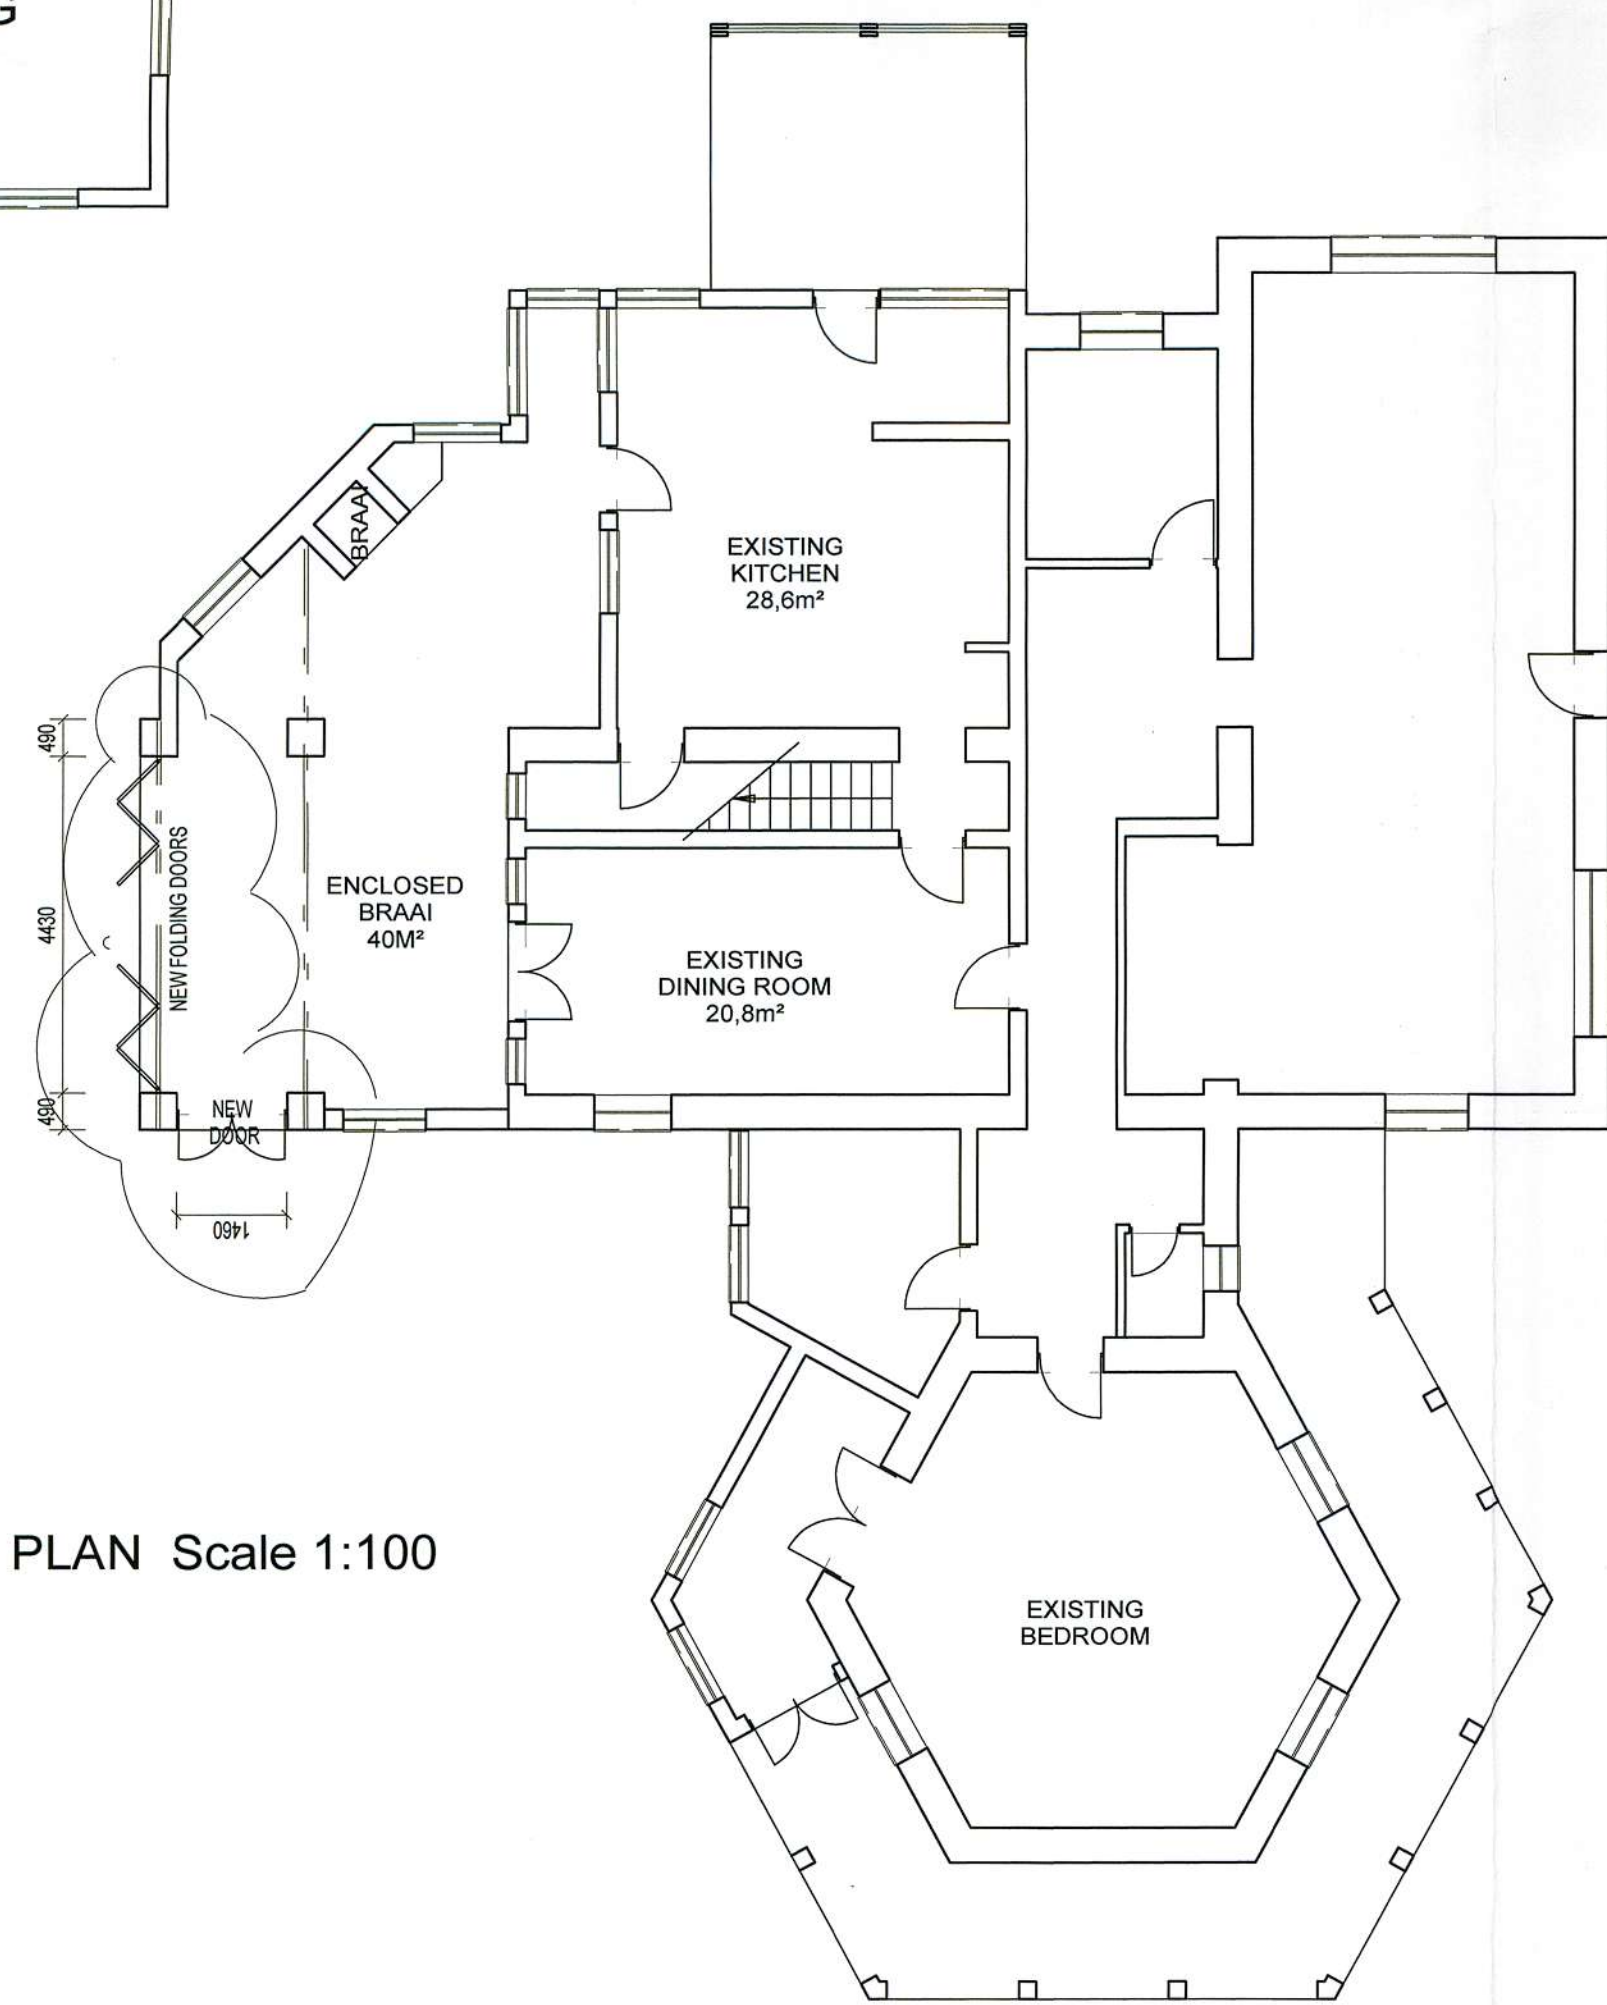 G
BRAAI
EXISTING
KITCHEN
28,6m²
490
4430
490
NEW FOLDING DOORS
ENCLOSED
BRAAI
40M²
EXISTING
DINING ROOM
20,8m²
NEW
DOOR
1460
PLAN Scale 1:100
EXISTING
BEDROOM